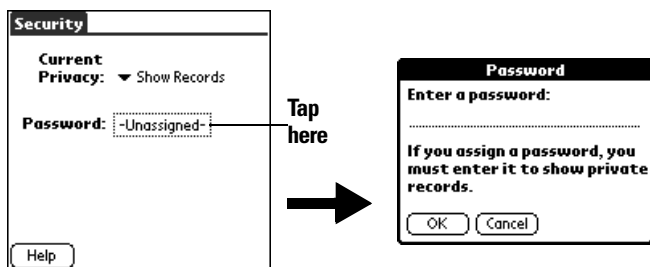 Security
Current
Privacy: Show Records
Password: -Unassigned-
Help
Tap
here
Password
Enter a password:
If you assign a password, you
must enter it to show private
records.
OK Cancel